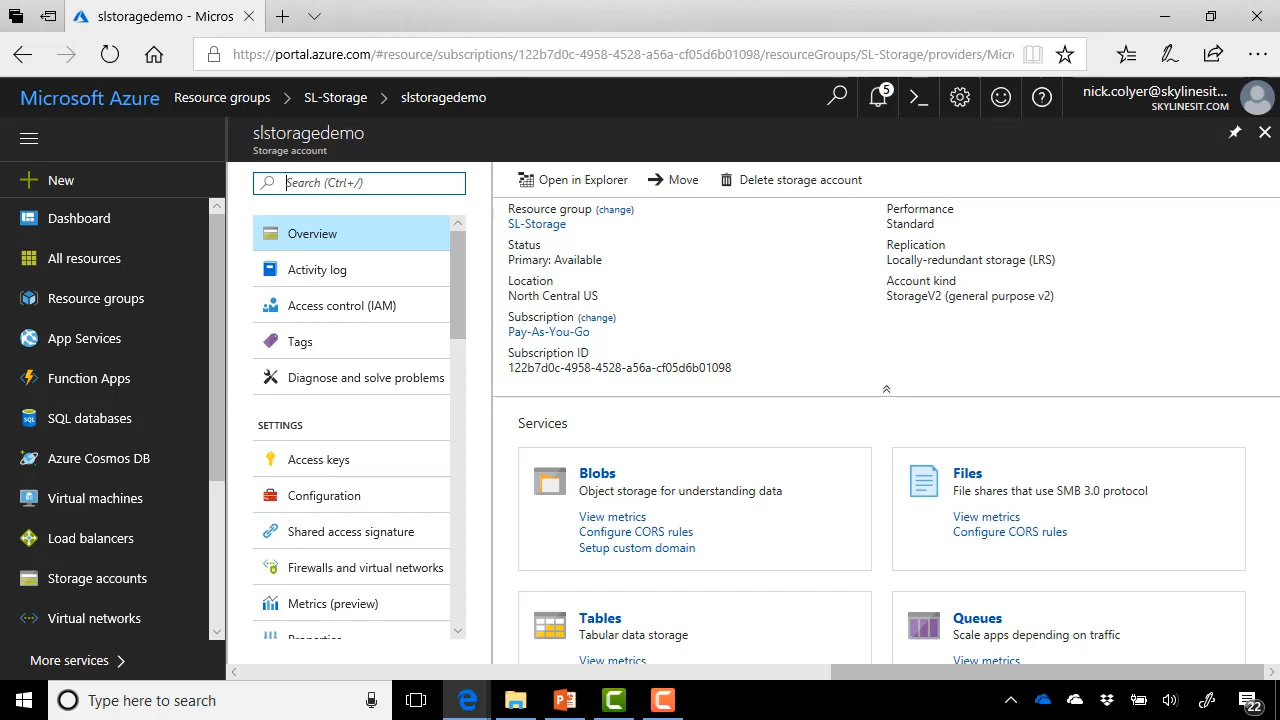 slstoragedemo - Micros
https://portal.azure.com/#resource/subscriptions/122b7d0c-4958-4528-a56a-cf05d6b01098/resourceGroups/SL-Storage/providers/Micr
Microsoft Azure Resource groups > SL-Storage > slstoragedemo
5
nick.colyer@skylinesit....
SKYLINESIT.COM
slstoragedemo
Storage account
New
Dashboard
All resources
Resource groups
App Services
Function Apps
SQL databases
Azure Cosmos DB
Virtual machines
Load balancers
Storage accounts
Virtual networks
More services >
Search (Ctrl+/)
Overview
Activity log
Access control (IAM)
Tags
Diagnose and solve problems
SETTINGS
Access keys
Configuration
Shared access signature
Firewalls and virtual networks
Metrics (preview)
Properties
Open in Explorer Move Delete storage account
Resource group (change)
SL-Storage
Status
Primary: Available
Location
North Central US
Subscription (change)
Pay-As-You-Go
Subscription ID
122b7d0c-4958-4528-a56a-cf05d6b01098
Performance
Standard
Replication
Locally-redundant storage (LRS)
Account kind
StorageV2 (general purpose v2)
Services
Blobs
Object storage for understanding data
View metrics
Configure CORS rules
Setup custom domain
Files
File shares that use SMB 3.0 protocol
View metrics
Configure CORS rules
Tables
Tabular data storage
View metrics
Queues
Scale apps depending on traffic
View metrics
Type here to search
22